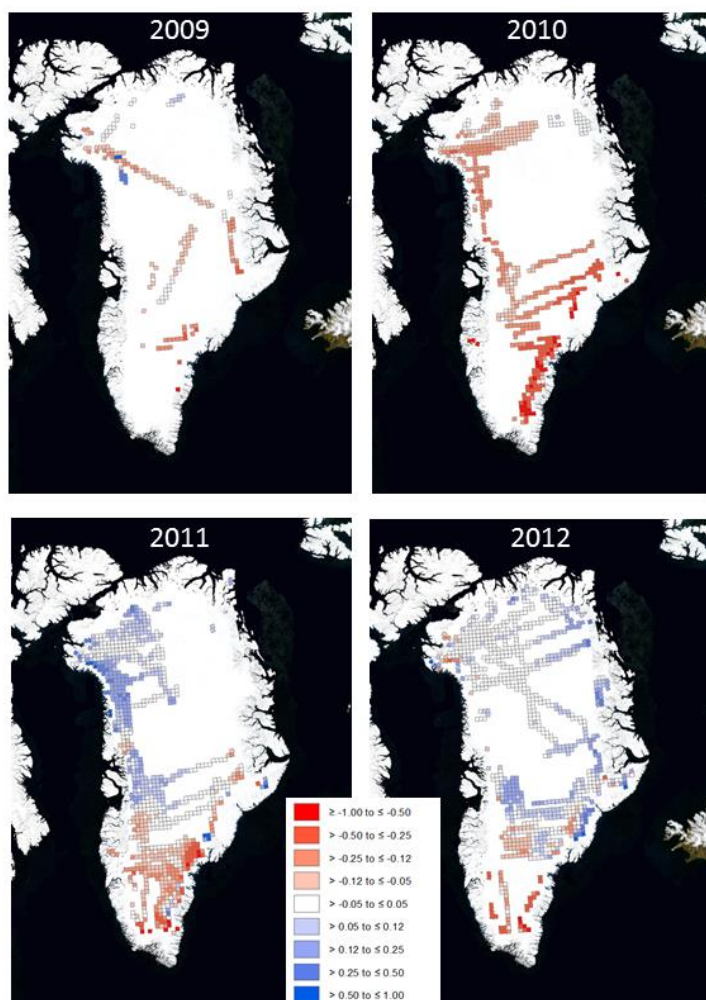 2009
2010
2011
2012
≥ -1.00 to ≤ -0.50
> -0.50 to ≤ -0.25
> -0.25 to ≤ -0.12
> -0.12 to ≤ -0.05
> -0.05 to ≤ 0.05
> 0.05 to ≤ 0.12
> 0.12 to ≤ 0.25
> 0.25 to ≤ 0.50
> 0.50 to ≤ 1.00